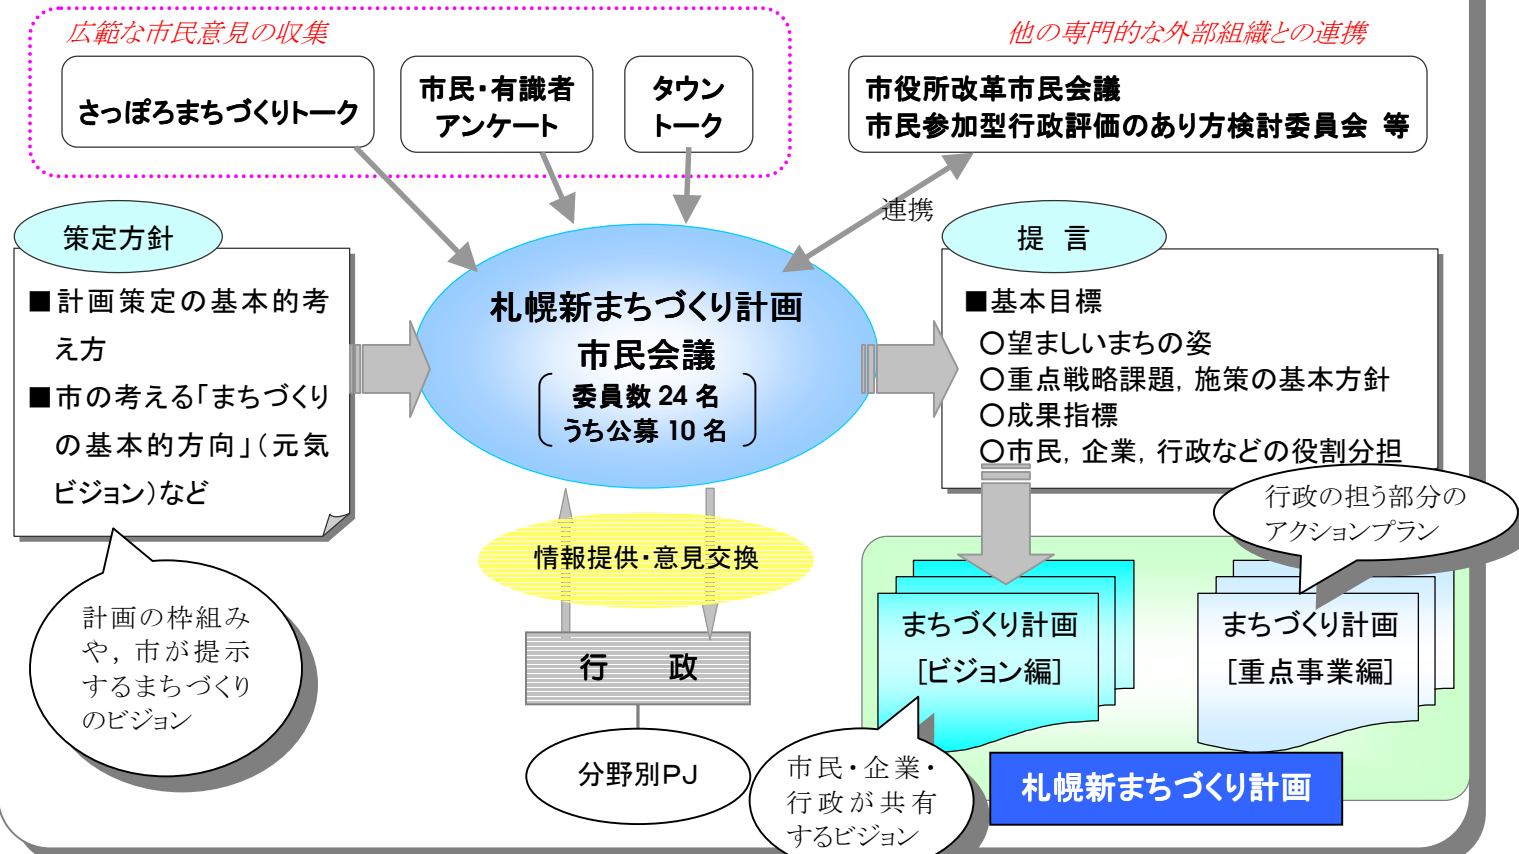 広範な市民意見の収集
他の専門的な外部組織との連携
さっぽろまちづくりトーク
市民・有識者
アンケート
タウン
トーク
市役所改革市民会議
市民参加型行政評価のあり方検討委員会 等
連携
策定方針
■計画策定の基本的考
え方
■市の考える「まちづくり
の基本的方向」(元気
ビジョン)など
札幌新まちづくり計画
市民会議
委員数 24 名
うち公募 10 名
提 言
■基本目標
○望ましいまちの姿
○重点戦略課題，施策の基本方針
○成果指標
○市民，企業，行政などの役割分担
行政の担う部分の
アクションプラン
情報提供・意見交換
計画の枠組み
や，市が提示
するまちづくり
のビジョン
行 政
分野別PJ
まちづくり計画
[ビジョン編]
まちづくり計画
[重点事業編]
市民・企業・
行政が共有
するビジョン
札幌新まちづくり計画